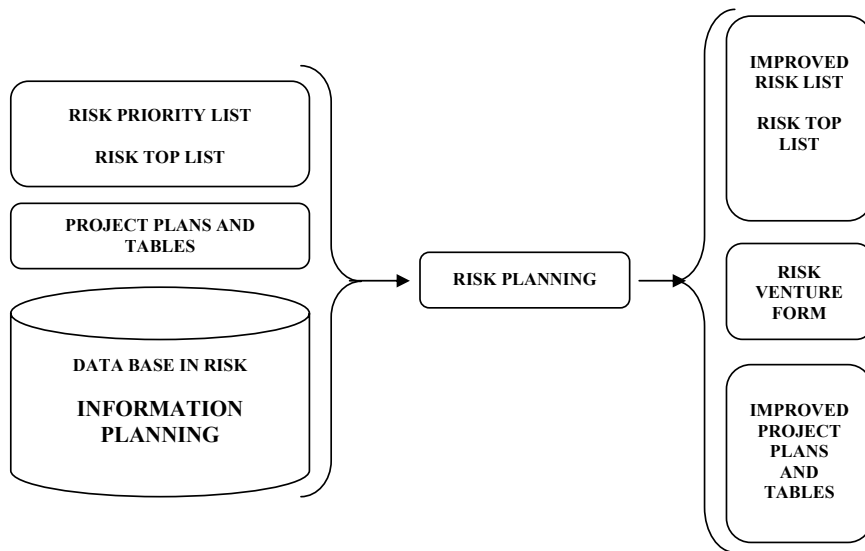 RISK PRIORITY LIST
RISK TOP LIST
PROJECT PLANS AND
TABLES
DATA BASE IN RISK
INFORMATION
PLANNING
RISK PLANNING
IMPROVED
RISK LIST
RISK TOP
LIST
RISK
VENTURE
FORM
IMPROVED
PROJECT
PLANS
AND
TABLES